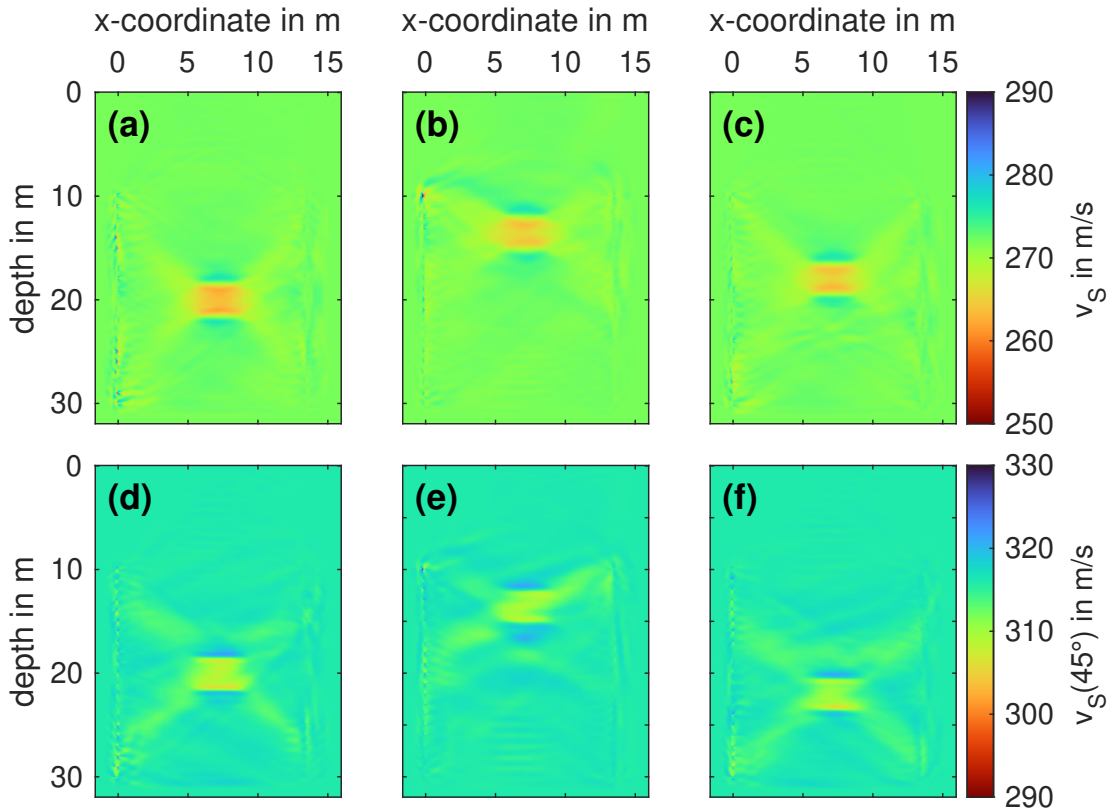 x-coordinate in m x-coordinate in m x-coordinate in m
0 5 10 15 0 5 10 15 0 5 10 15
0 (a) (b) (c) 290
10 280
depth in m 270 v_S in m/s
20 260
30 250
0 (d) (e) (f) 330
10 320
depth in m 310 v_S(45°) in m/s
20 300
30 290